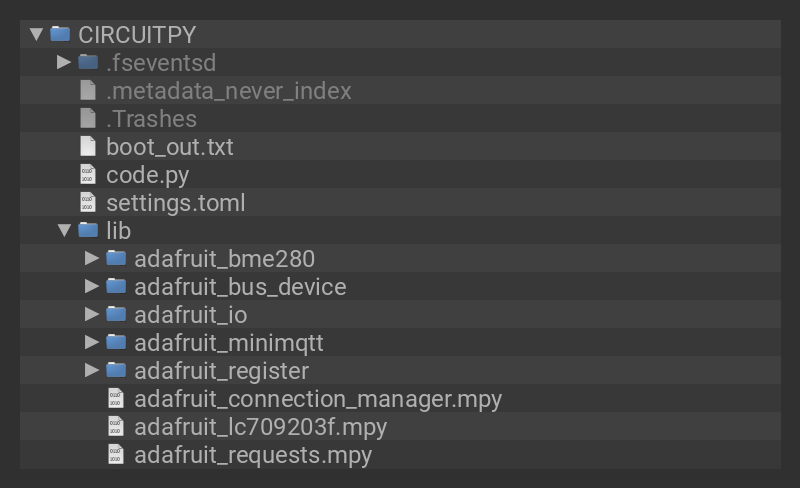 CIRCUITPY
.fseventsd
.metadata_never_index
.Trashes
boot_out.txt
code.py
settings.toml
lib
adafruit_bme280
adafruit_bus_device
adafruit_io
adafruit_minimqtt
adafruit_register
adafruit_connection_manager.mpy
adafruit_lc709203f.mpy
adafruit_requests.mpy